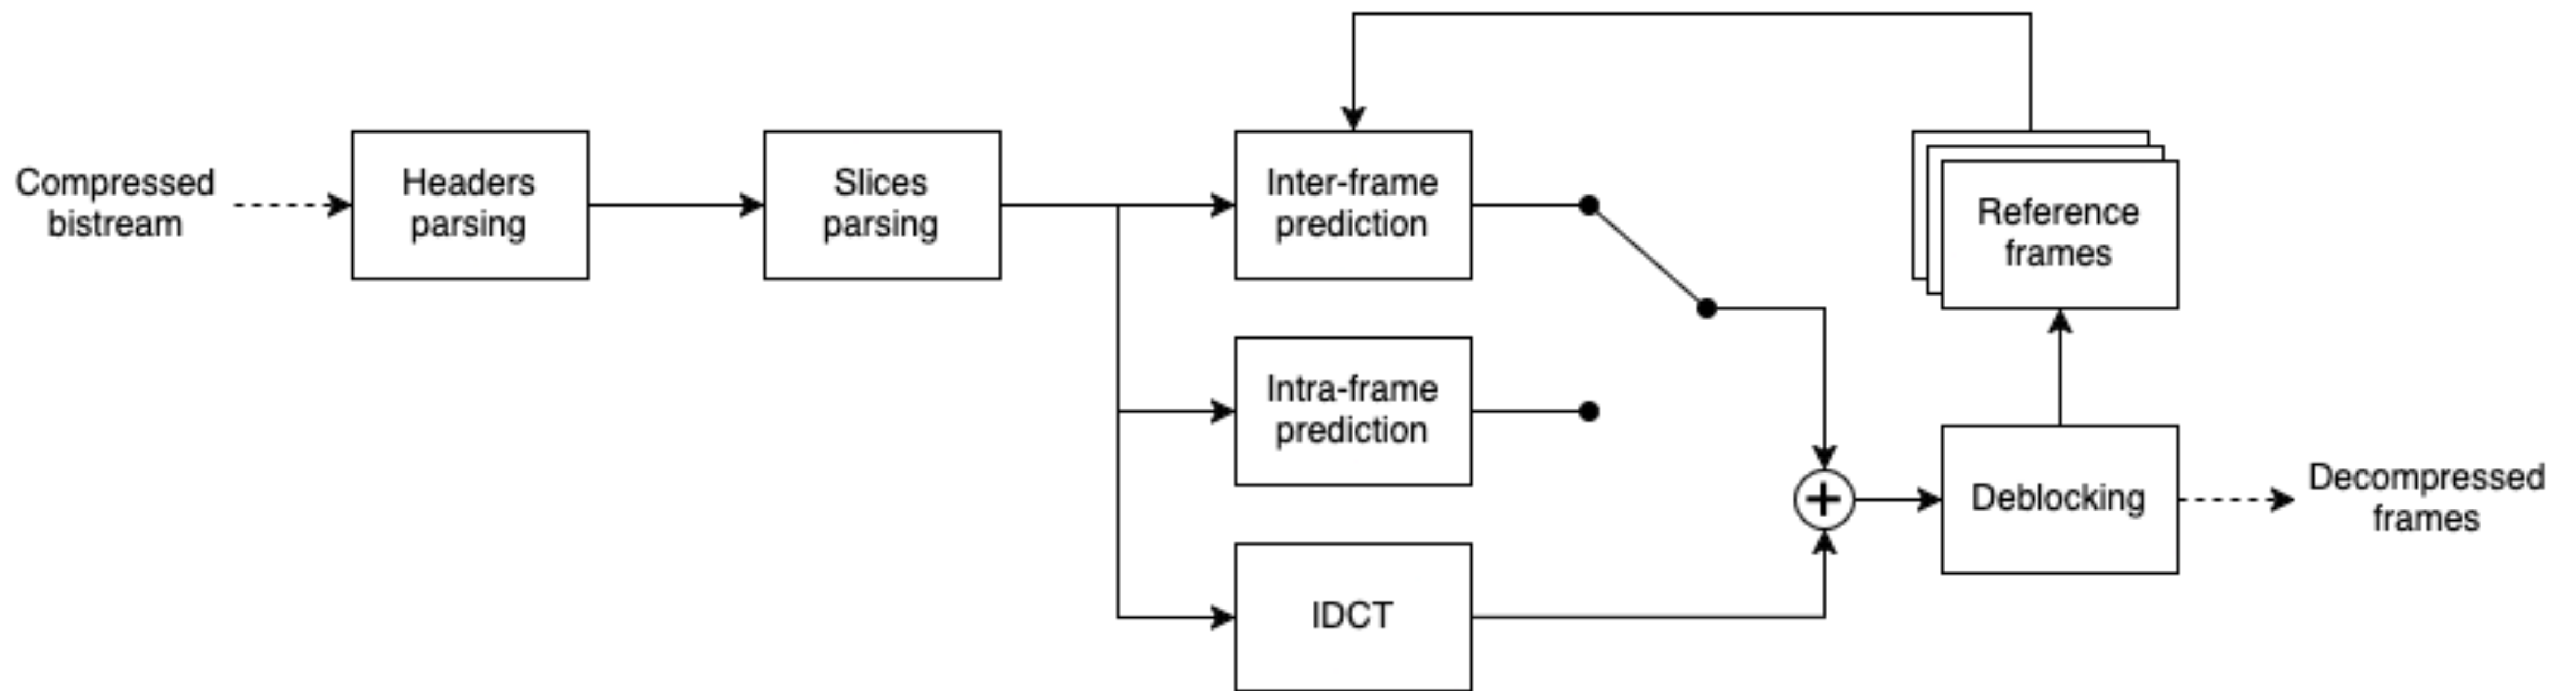 Compressed
bistream
Headers
parsing
Slices
parsing
Inter-frame
prediction
Reference
frames
Intra-frame
prediction
+
Deblocking
Decompressed
frames
IDCT